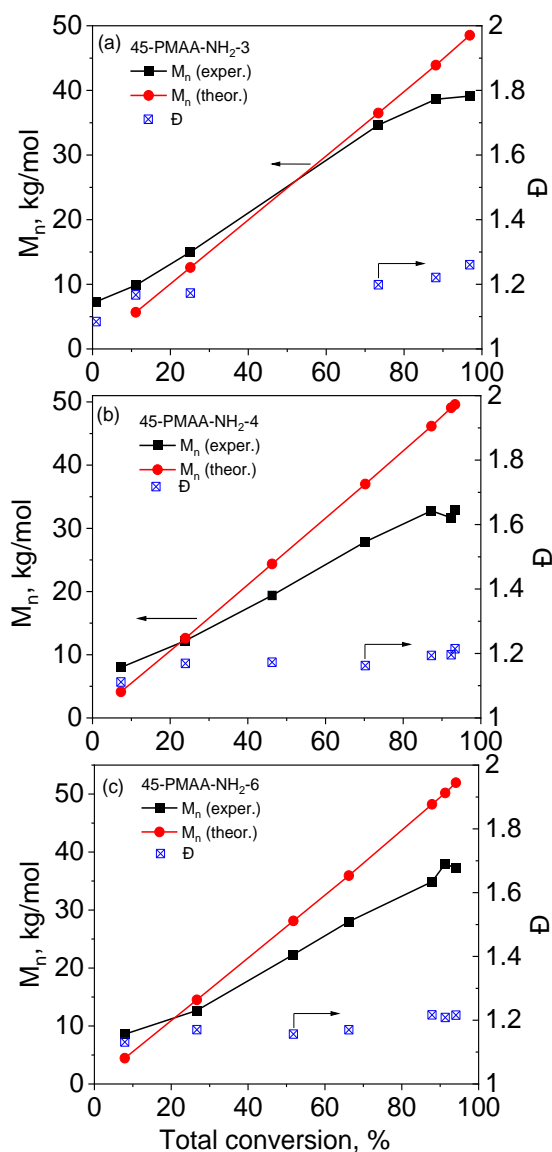 (a) 45-PMAA-NH₂-3
Mₙ (exper.)
Mₙ (theor.)
Đ
Mₙ, kg/mol
50
40
30
20
10
0
2
1.8
1.6
1.4
1.2
1
Đ
0 20 40 60 80 100
(b) 45-PMAA-NH₂-4
Mₙ (exper.)
Mₙ (theor.)
Đ
Mₙ, kg/mol
50
40
30
20
10
0
2
1.8
1.6
1.4
1.2
1
Đ
0 20 40 60 80 100
(c) 45-PMAA-NH₂-6
Mₙ (exper.)
Mₙ (theor.)
Đ
Mₙ, kg/mol
50
40
30
20
10
0
2
1.8
1.6
1.4
1.2
1
Đ
0 20 40 60 80 100
Total conversion, %